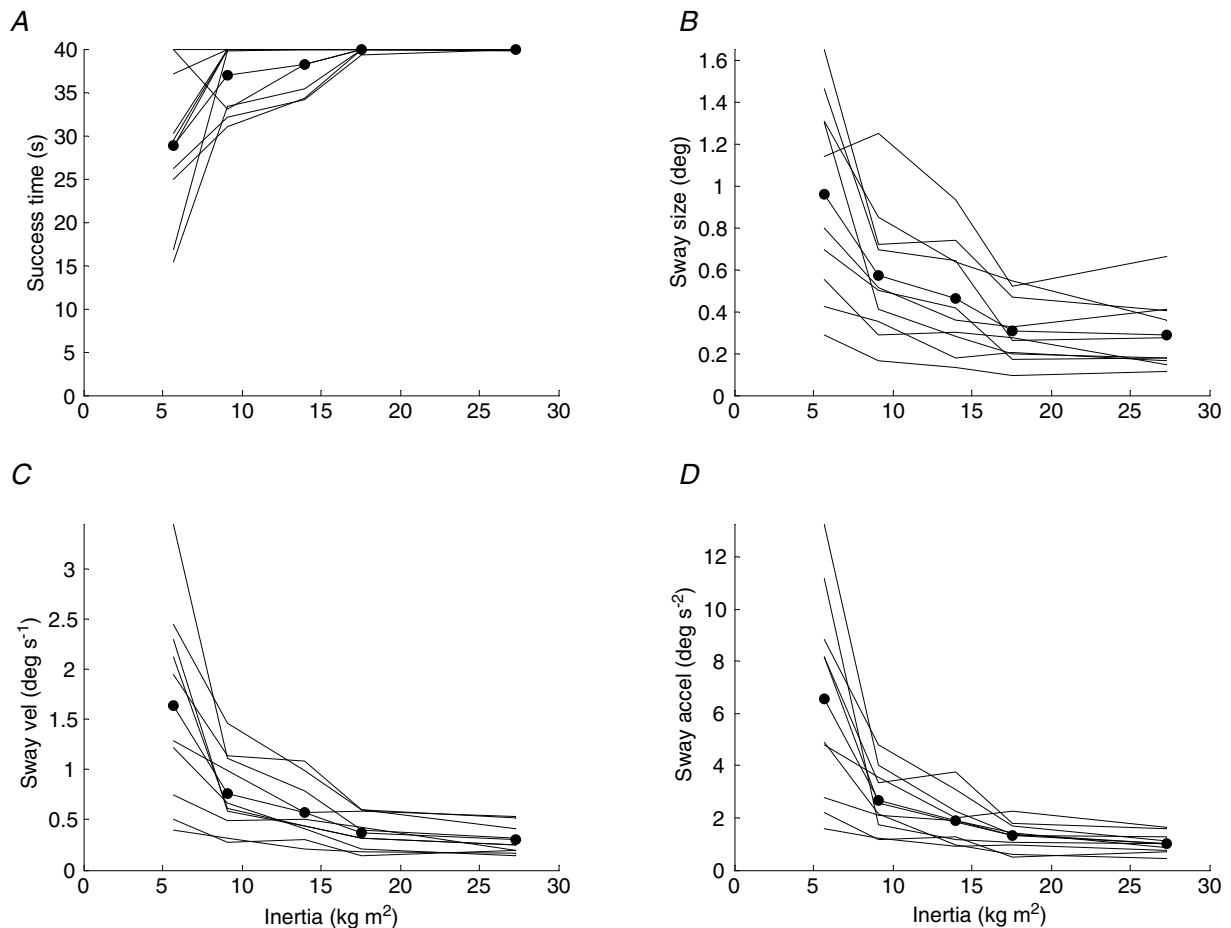 A
40
35
30
25
20
15
10
5
0
Success time (s)
0 5 10 15 20 25 30
B
1.6
1.4
1.2
1
0.8
0.6
0.4
0.2
0
Sway size (deg)
0 5 10 15 20 25 30
C
3
2.5
2
1.5
1
0.5
0
Sway vel (deg s-1)
0 5 10 15 20 25 30
Inertia (kg m2)
D
12
10
8
6
4
2
0
Sway accel (deg s-2)
0 5 10 15 20 25 30
Inertia (kg m2)